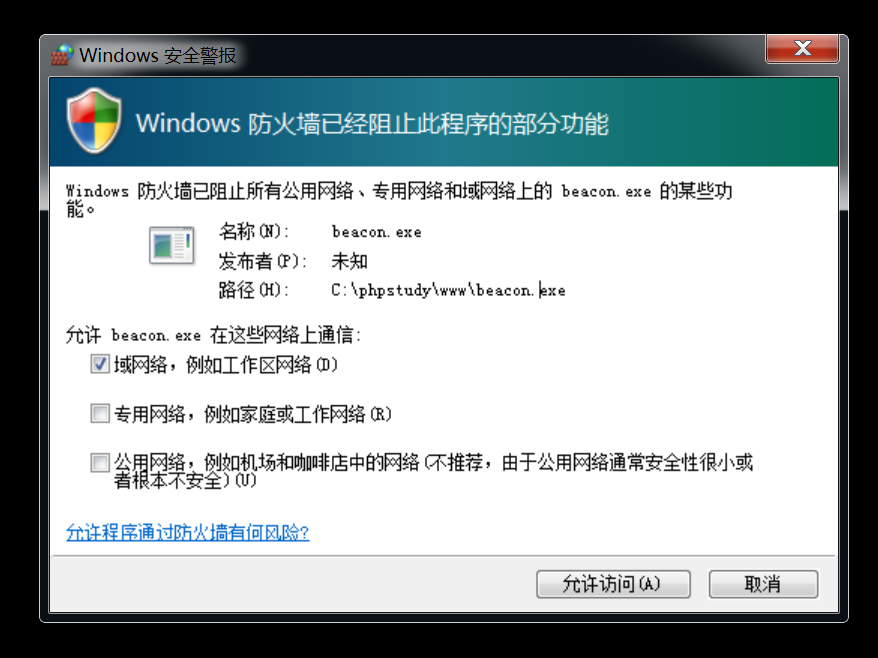 Windows 安全警报
Windows 防火墙已经阻止此程序的部分功能
Windows 防火墙已阻止所有公用网络、专用网络和域网络上的 beacon.exe 的某些功
能。
名称(N): beacon.exe
发布者(P): 未知
路径(H): C:\phpstudy\www\beacon.exe
允许 beacon.exe 在这些网络上通信:
域网络，例如工作区网络(D)
专用网络，例如家庭或工作网络(R)
公用网络，例如机场和咖啡店中的网络(不推荐，由于公用网络通常安全性很小或
者根本不安全)(U)
允许程序通过防火墙有何风险?
允许访问(A) 取消